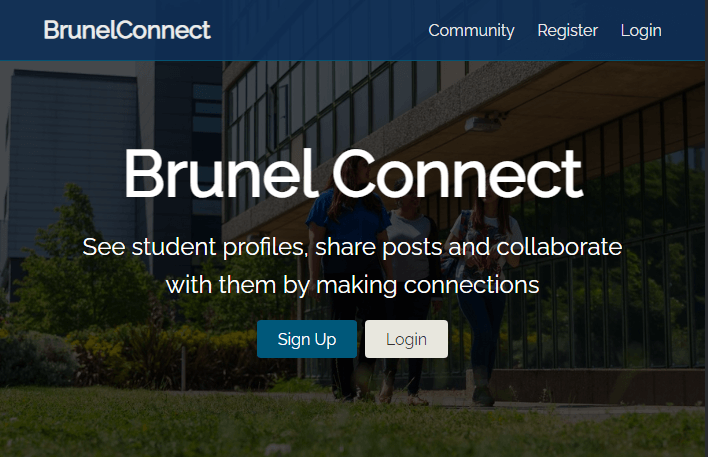 BrunelConnect
Community Register Login
Brunel Connect
See student profiles, share posts and collaborate
with them by making connections
Sign Up Login